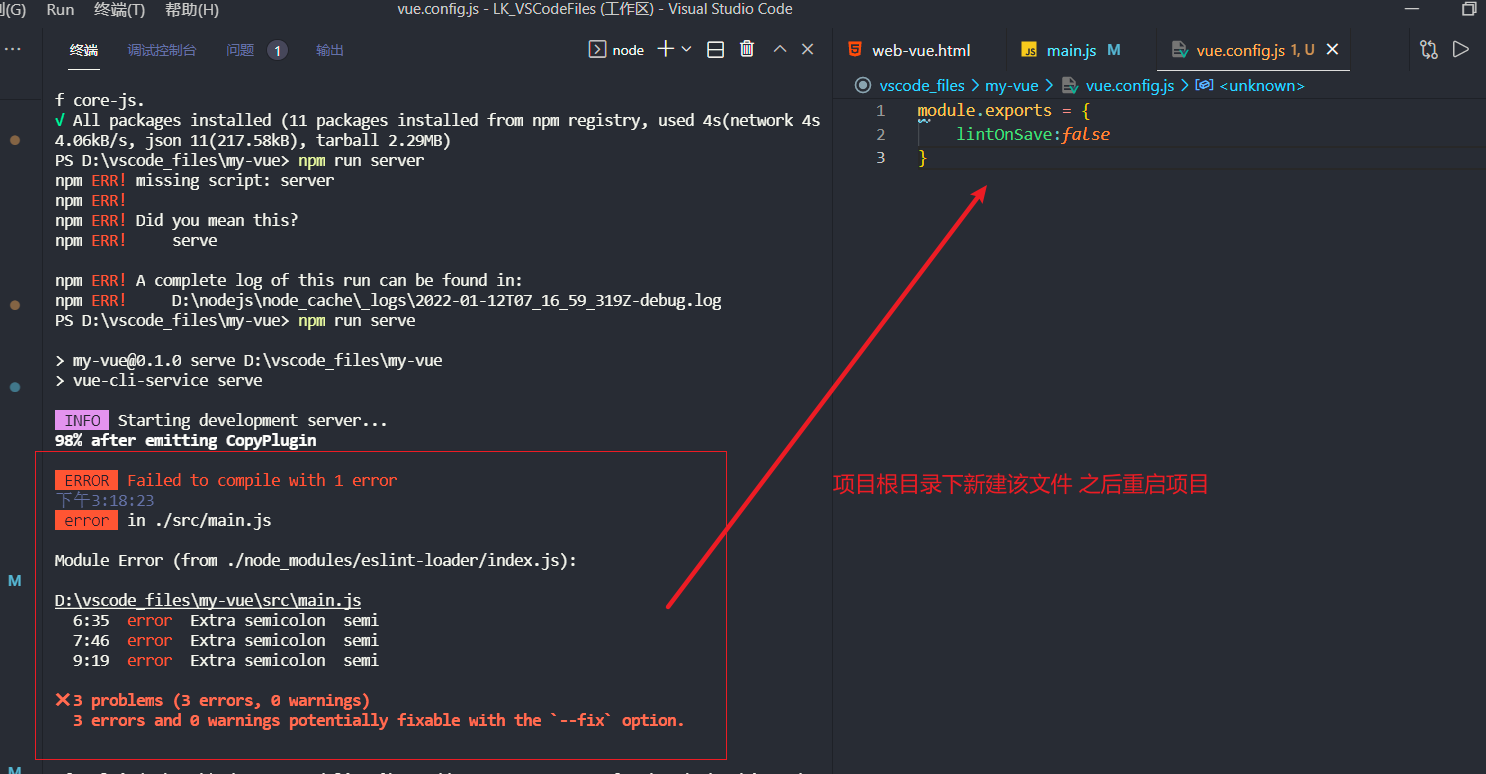 (G) Run 终端(T) 帮助(H) vue.config.js - LK_VSCodeFiles (工作区) - Visual Studio Code
··· 终端 调试控制台 问题 1 输出 node
web-vue.html JS main.js M vue.config.js 1, U
vscode_files > my-vue > vue.config.js > <unknown>
f core-js.
√ All packages installed (11 packages installed from npm registry, used 4s(network 4s
4.06kB/s, json 11(217.58kB), tarball 2.29MB)
PS D:\vscode_files\my-vue> npm run server
npm ERR! missing script: server
npm ERR!
npm ERR! Did you mean this?
npm ERR!     serve
npm ERR! A complete log of this run can be found in:
npm ERR!     D:\nodejs\node_cache\_logs\2022-01-12T07_16_59_319Z-debug.log
PS D:\vscode_files\my-vue> npm run serve
> my-vue@0.1.0 serve D:\vscode_files\my-vue
> vue-cli-service serve
INFO Starting development server...
98% after emitting CopyPlugin
ERROR Failed to compile with 1 error
下午3:18:23
error in ./src/main.js
Module Error (from ./node_modules/eslint-loader/index.js):
D:\vscode_files\my-vue\src\main.js
6:35 error Extra semicolon semi
7:46 error Extra semicolon semi
9:19 error Extra semicolon semi
❌3 problems (3 errors, 0 warnings)
3 errors and 0 warnings potentially fixable with the `--fix` option.
M
M
1 module.exports = {
2     lintOnSave:false
3 }
项目根目录下新建该文件 之后重启项目